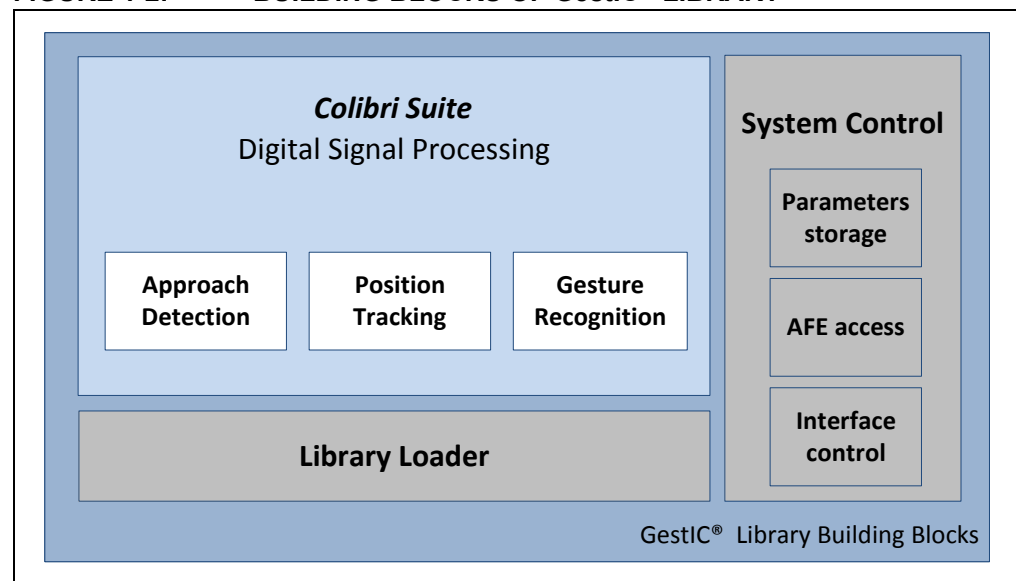 Colibri Suite
Digital Signal Processing
Approach
Detection
Position
Tracking
Gesture
Recognition
Library Loader
System Control
Parameters
storage
AFE access
Interface
control
GestIC® Library Building Blocks